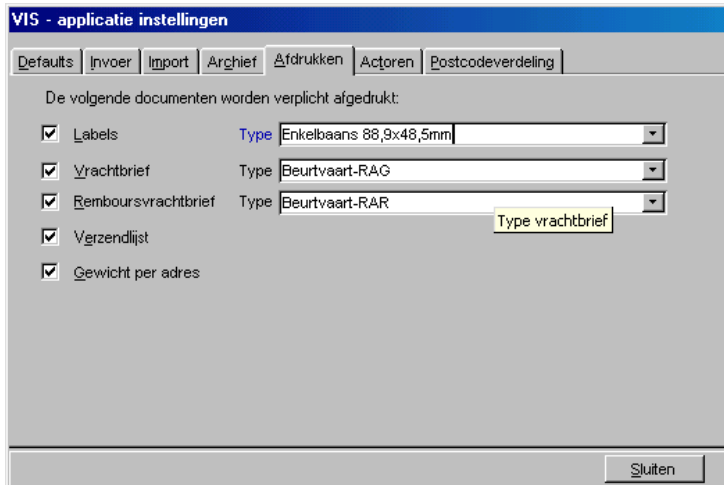 VIS - applicatie instellingen
Defaults Invoer Import Archief Afdrukken Actoren Postcodeverdeling
De volgende documenten worden verplicht afgedrukt:
Labels Type Enkelbaans 88,9x48,5mm
Vrachtbrief Type Beurtvaart-RAG
Remboursvrachtbrief Type Beurtvaart-RAR
Type vrachtbrief
Verzendlijst
Gewicht per adres
Sluiten